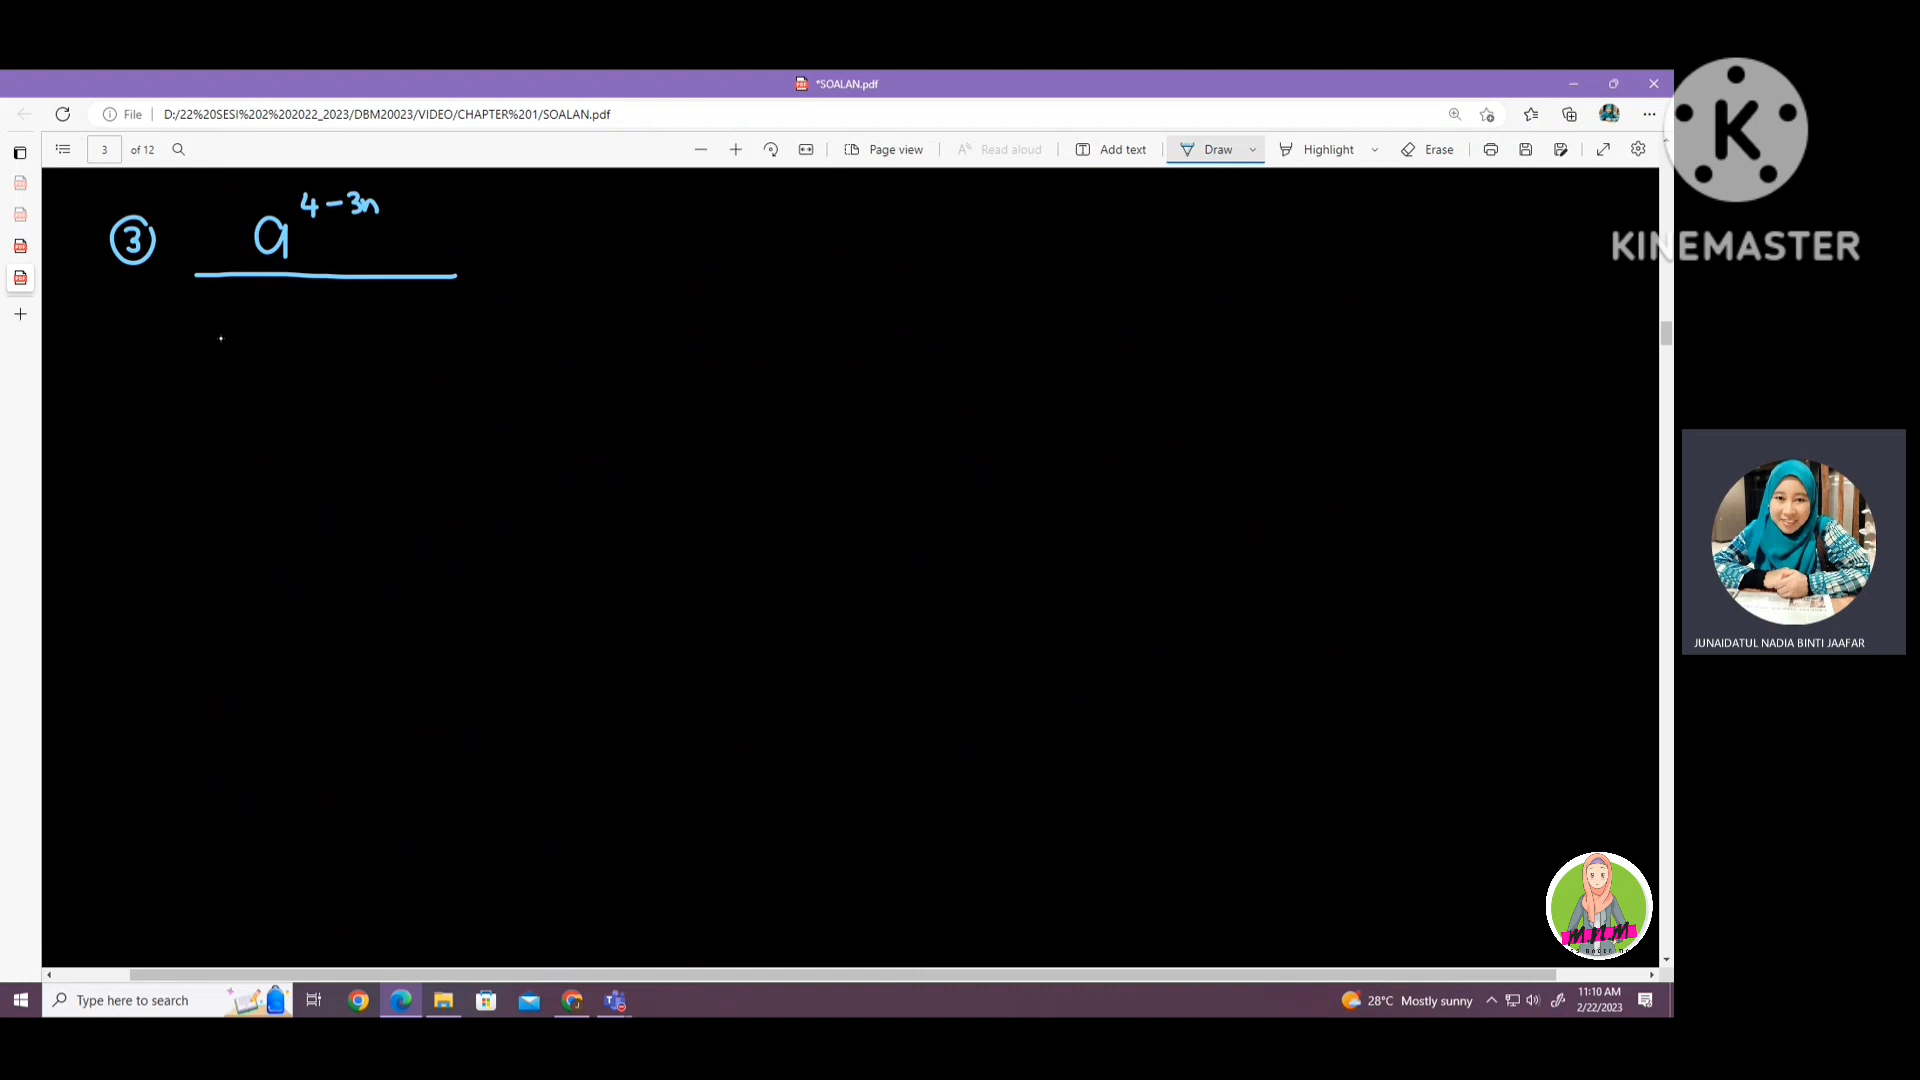 *SOALAN.pdf
File D:/22%20SESI%202%202022_2023/DBM20023/VIDEO/CHAPTER%201/SOALAN.pdf
3 of 12 Page view Read aloud Add text Draw Highlight Erase
K
KINEMASTER
③ a^{4-3n}
JUNAIDATUL NADIA BINTI JAAFAR
Type here to search
28°C Mostly sunny
11:10 AM
2/22/2023